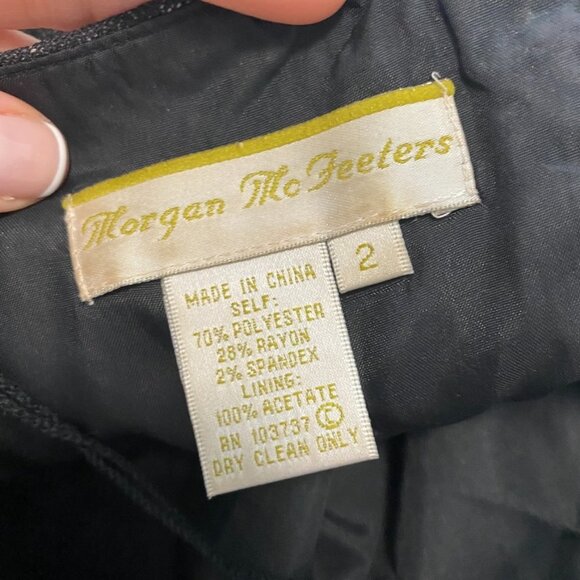 Morgan McFeeters
2
MADE IN CHINA
SELF:
70% POLYESTER
28% RAYON
2% SPANDEX
LINING:
100% ACETATE
RN 103737 Ⓒ
DRY CLEAN ONLY